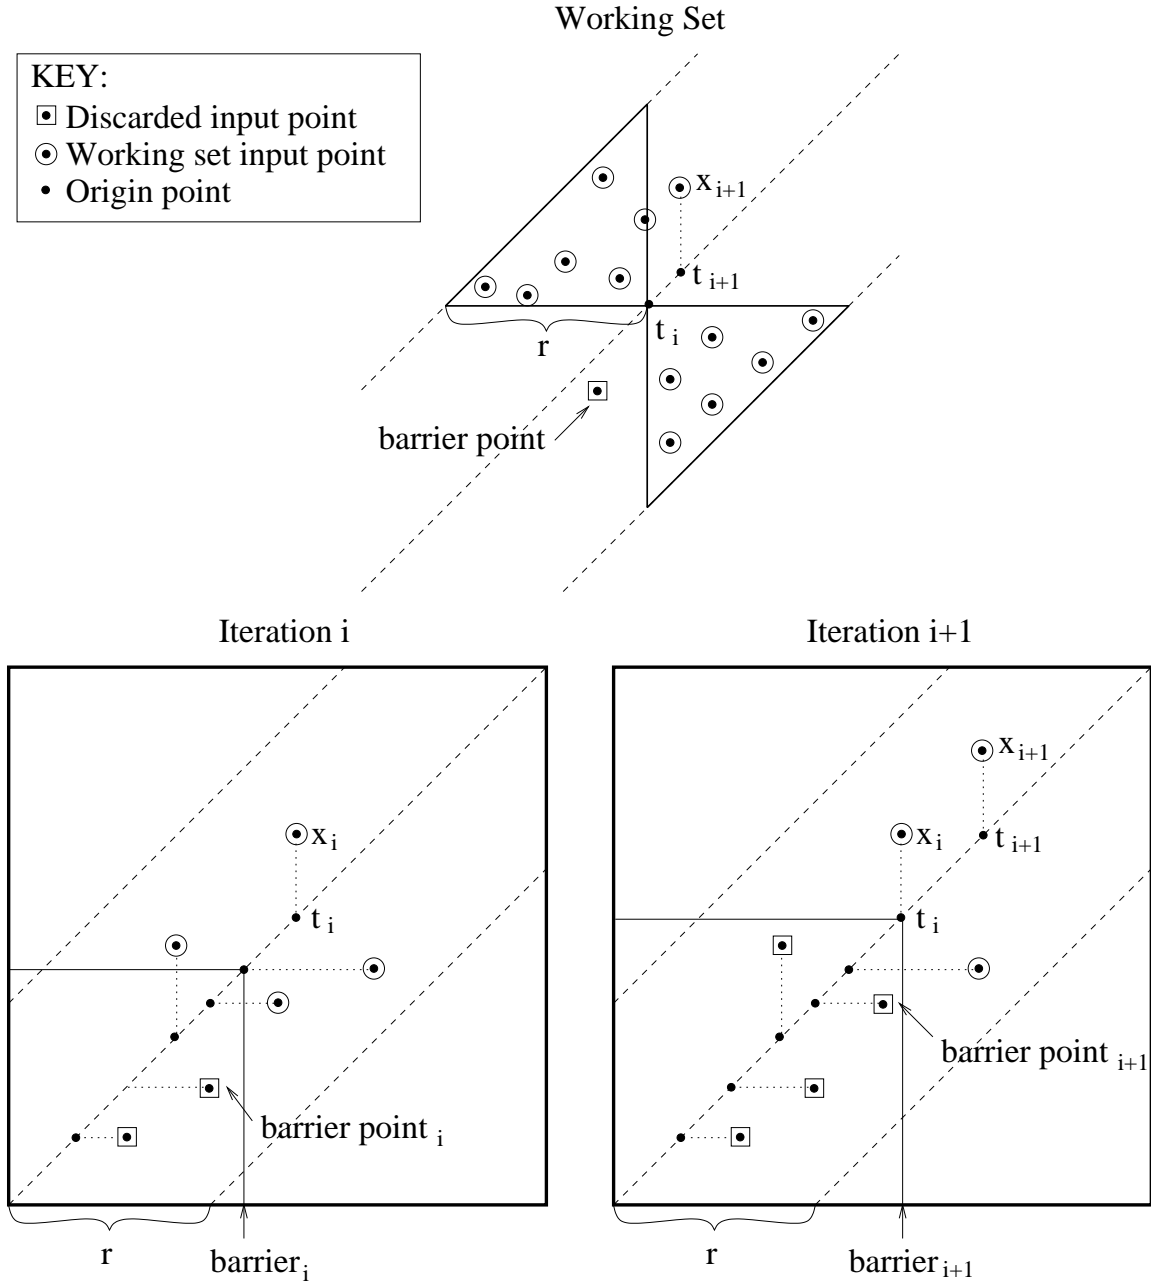 Working Set
KEY:
Discarded input point
Working set input point
Origin point
x i+1
t i+1
r
t i
barrier point
Iteration i
Iteration i+1
x i
t i
barrier point i
r
barrier i
x i+1
x i
t i+1
t i
barrier point i+1
r
barrier i+1